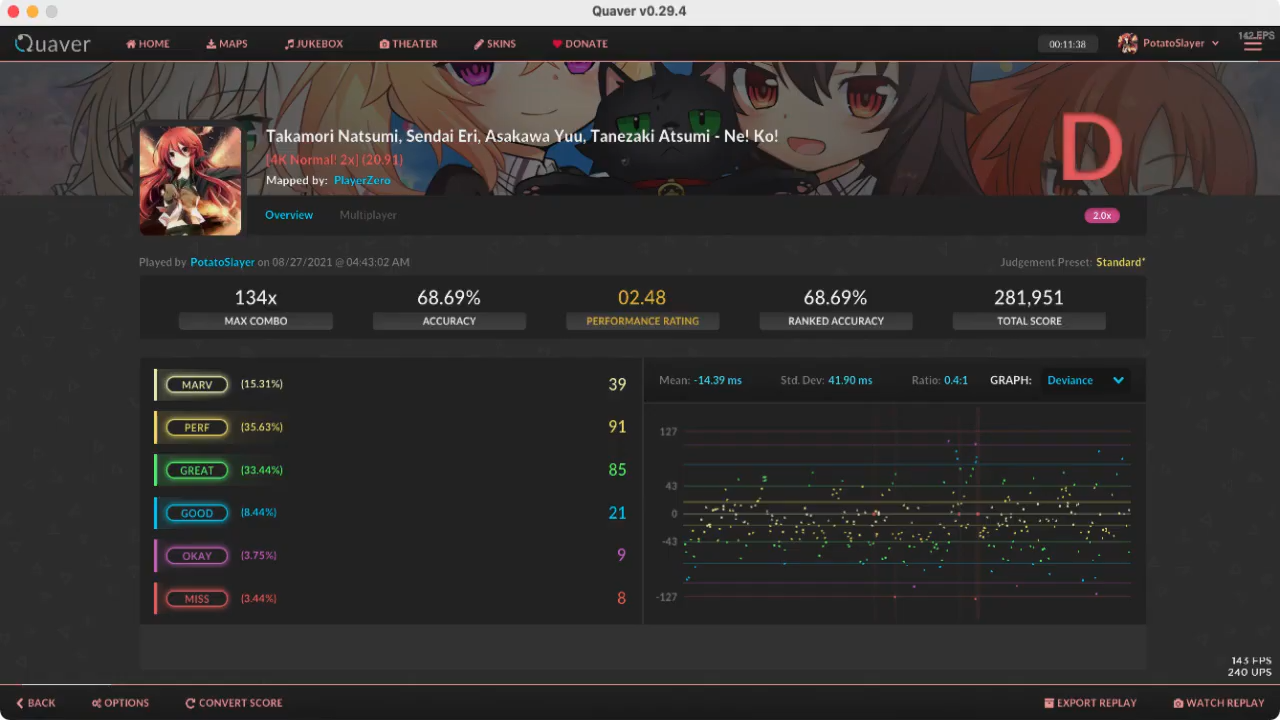 Quaver v0.29.4
Quaver HOME MAPS JUKEBOX THEATER SKINS DONATE 00:11:38 PotatoSlayer 142 FPS
Takamori Natsumi, Sendai Eri, Asakawa Yuu, Tanezaki Atsumi - Ne! Ko!
[4K Normal! 2x] (20.91)
Mapped by: PlayerZero
D
Overview Multiplayer 2.0x
Played by PotatoSlayer on 08/27/2021 @ 04:43:02 AM Judgement Preset: Standard*
134x 68.69% 02.48 68.69% 281,951
MAX COMBO ACCURACY PERFORMANCE RATING RANKED ACCURACY TOTAL SCORE
MARV (15.31%) 39
PERF (35.63%) 91
GREAT (33.44%) 85
GOOD (8.44%) 21
OKAY (3.75%) 9
MISS (3.44%) 8
Mean: -14.39 ms Std. Dev: 41.90 ms Ratio: 0.4:1 GRAPH: Deviance
127
43
0
-43
-127
143 FPS
240 UPS
BACK OPTIONS CONVERT SCORE EXPORT REPLAY WATCH REPLAY